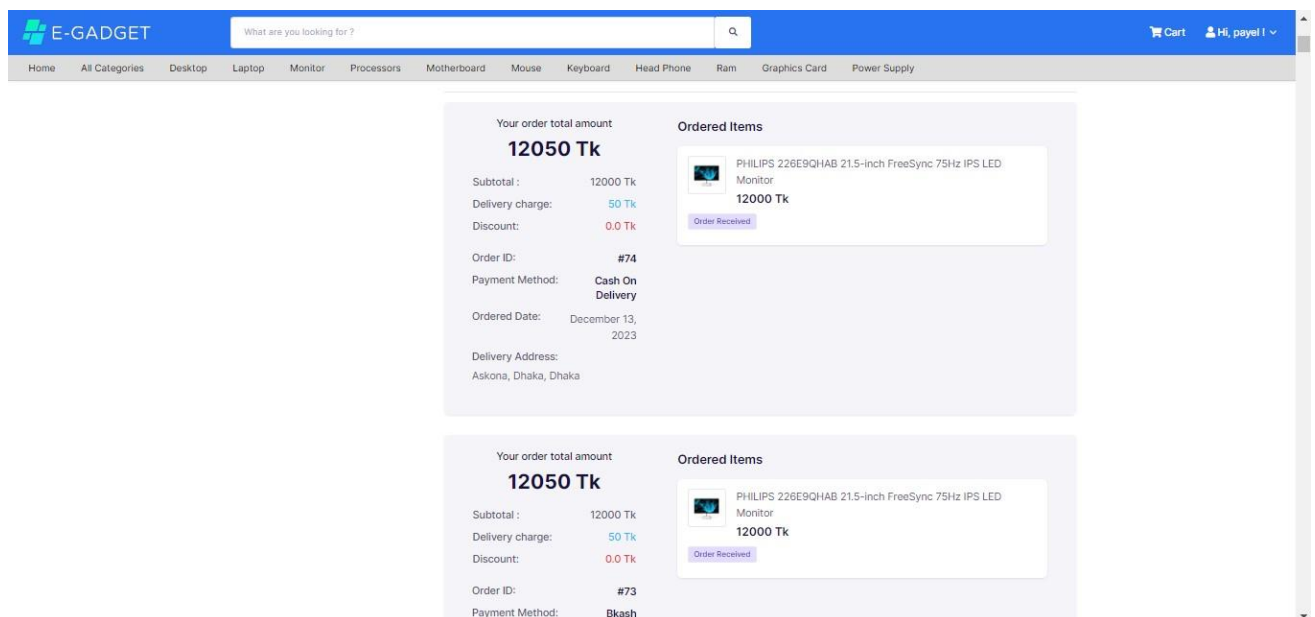 E-GADGET
What are you looking for ?
Cart
Hi, payel !
Home All Categories Desktop Laptop Monitor Processors Motherboard Mouse Keyboard Head Phone Ram Graphics Card Power Supply
Your order total amount
12050 Tk
Subtotal : 12000 Tk
Delivery charge: 50 Tk
Discount: 0.0 Tk
Order ID: #74
Payment Method: Cash On
Delivery
Ordered Date: December 13,
2023
Delivery Address:
Askona, Dhaka, Dhaka
Ordered Items
PHILIPS 226E9QHAB 21.5-inch FreeSync 75Hz IPS LED
Monitor
12000 Tk
Order Received
Your order total amount
12050 Tk
Subtotal : 12000 Tk
Delivery charge: 50 Tk
Discount: 0.0 Tk
Order ID: #73
Payment Method: Bkash
Ordered Items
PHILIPS 226E9QHAB 21.5-inch FreeSync 75Hz IPS LED
Monitor
12000 Tk
Order Received